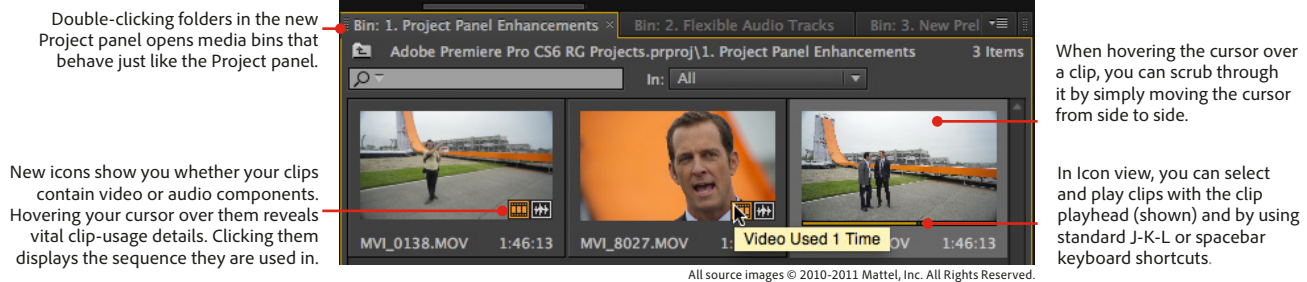 Double-clicking folders in the new
Project panel opens media bins that
behave just like the Project panel.
New icons show you whether your clips
contain video or audio components.
Hovering your cursor over them reveals
vital clip-usage details. Clicking them
displays the sequence they are used in.
Bin: 1. Project Panel Enhancements ×
Bin: 2. Flexible Audio Tracks
Bin: 3. New Prel
Adobe Premiere Pro CS6 RG Projects.prproj\1. Project Panel Enhancements
3 Items
In: All
MVI_0138.MOV 1:46:13
MVI_8027.MOV 1:
Video Used 1 Time
OV 1:46:13
When hovering the cursor over
a clip, you can scrub through
it by simply moving the cursor
from side to side.
In Icon view, you can select
and play clips with the clip
playhead (shown) and by using
standard J-K-L or spacebar
keyboard shortcuts.
All source images © 2010-2011 Mattel, Inc. All Rights Reserved.